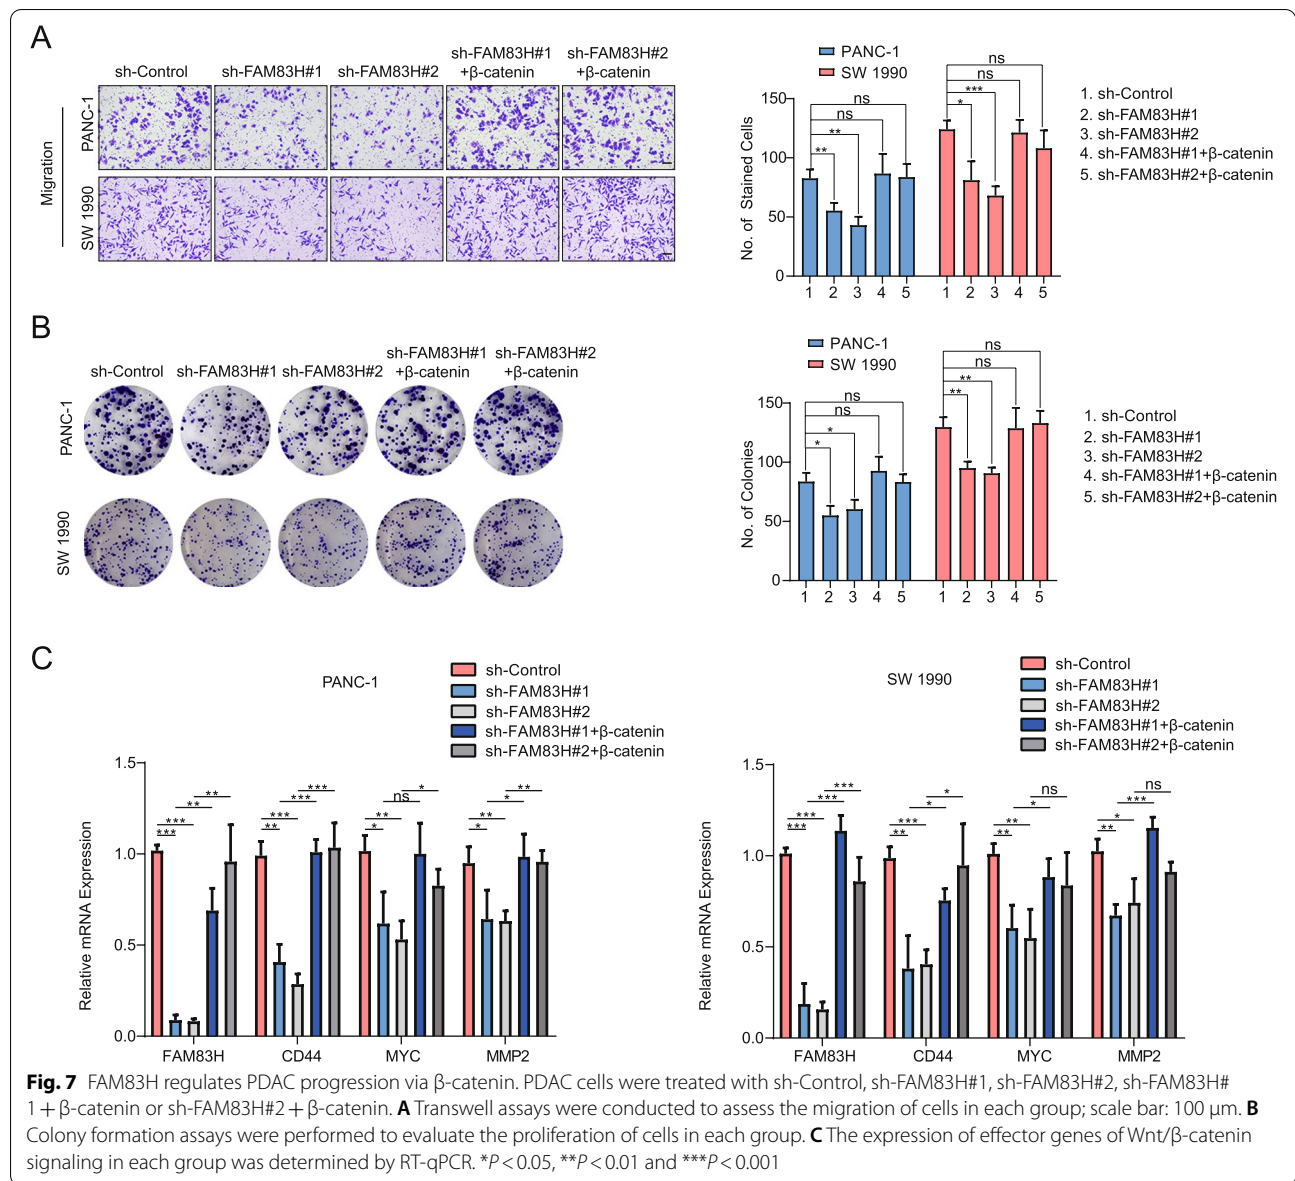 A
sh-Control
sh-FAM83H#1
sh-FAM83H#2
sh-FAM83H#1
+β-catenin
sh-FAM83H#2
+β-catenin
Migration
PANC-1
SW 1990
PANC-1
SW 1990
No. of Stained Cells
150
100
50
0
** ** ns ns
* *** ns ns
1 2 3 4 5 1 2 3 4 5
1. sh-Control
2. sh-FAM83H#1
3. sh-FAM83H#2
4. sh-FAM83H#1+β-catenin
5. sh-FAM83H#2+β-catenin
B
sh-Control
sh-FAM83H#1
sh-FAM83H#2
sh-FAM83H#1
+β-catenin
sh-FAM83H#2
+β-catenin
PANC-1
SW 1990
PANC-1
SW 1990
No. of Colonies
150
100
50
0
* * ns ns
** ** ns ns
1 2 3 4 5 1 2 3 4 5
1. sh-Control
2. sh-FAM83H#1
3. sh-FAM83H#2
4. sh-FAM83H#1+β-catenin
5. sh-FAM83H#2+β-catenin
C
PANC-1
sh-Control
sh-FAM83H#1
sh-FAM83H#2
sh-FAM83H#1+β-catenin
sh-FAM83H#2+β-catenin
Relative mRNA Expression
1.5
1.0
0.5
0.0
*** *** ** **
** *** *** ***
* ** ns *
* ** * **
FAM83H CD44 MYC MMP2
SW 1990
sh-Control
sh-FAM83H#1
sh-FAM83H#2
sh-FAM83H#1+β-catenin
sh-FAM83H#2+β-catenin
Relative mRNA Expression
1.5
1.0
0.5
0.0
*** *** *** ***
** *** * *
** ** * ns
** * *** ns
FAM83H CD44 MYC MMP2
Fig. 7 FAM83H regulates PDAC progression via β-catenin. PDAC cells were treated with sh-Control, sh-FAM83H#1, sh-FAM83H#2, sh-FAM83H#
1 + β-catenin or sh-FAM83H#2 + β-catenin. A Transwell assays were conducted to assess the migration of cells in each group; scale bar: 100 μm. B
Colony formation assays were performed to evaluate the proliferation of cells in each group. C The expression of effector genes of Wnt/β-catenin
signaling in each group was determined by RT-qPCR. *P < 0.05, **P < 0.01 and ***P < 0.001